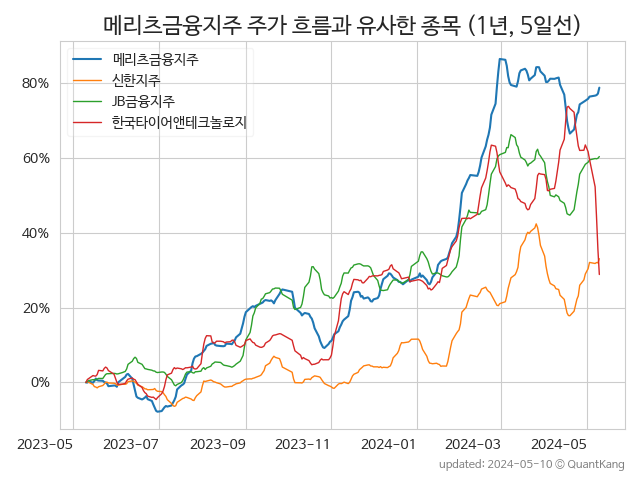 메리츠금융지주 주가 흐름과 유사한 종목 (1년, 5일선)
메리츠금융지주
신한지주
JB금융지주
한국타이어앤테크놀로지
80%
60%
40%
20%
0%
2023-05 2023-07 2023-09 2023-11 2024-01 2024-03 2024-05
updated: 2024-05-10 © QuantKang